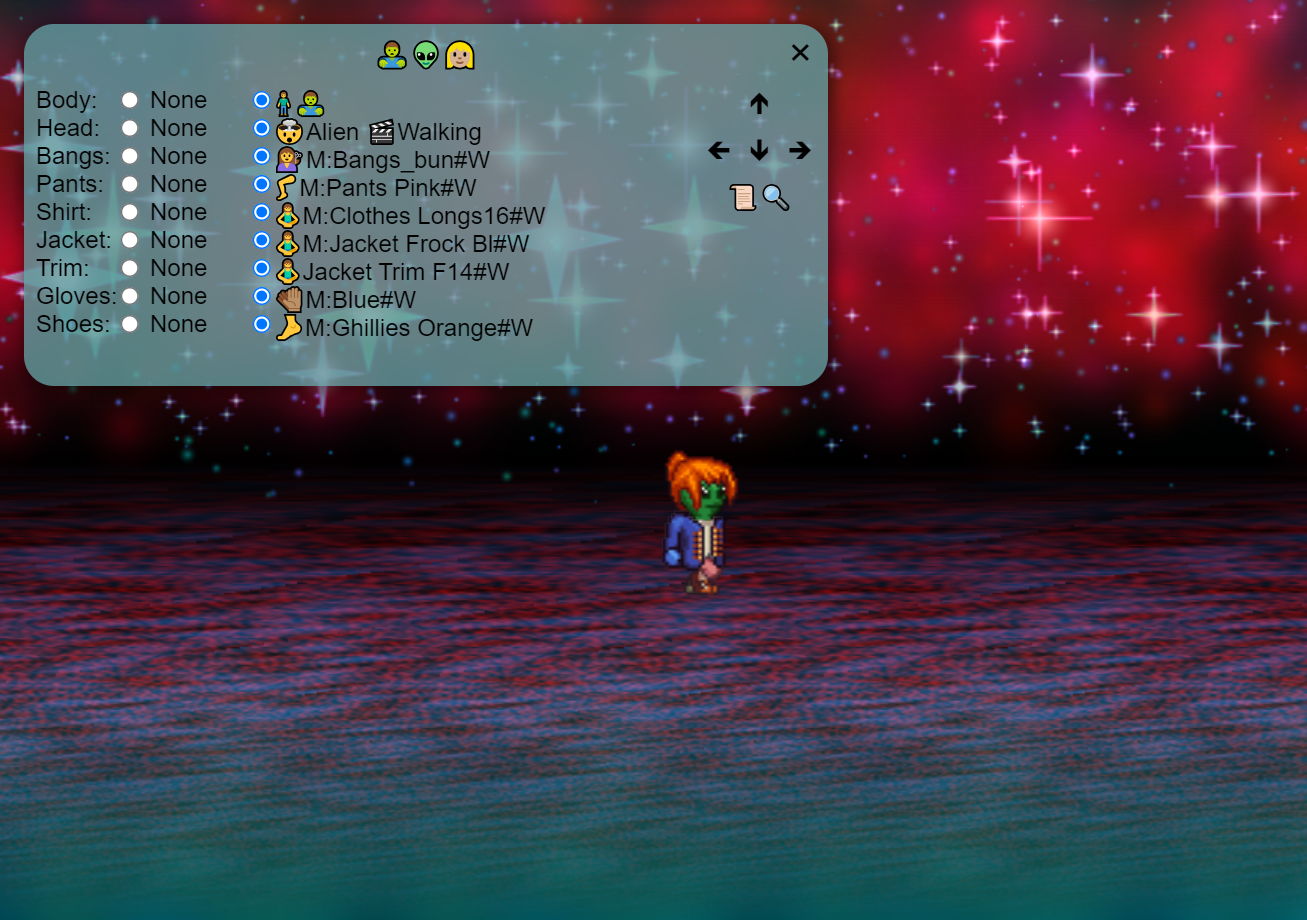 Body: None
Head: None Alien Walking
Bangs: None M:Bangs_bun#W
Pants: None M:Pants Pink#W
Shirt: None M:Clothes Longs16#W
Jacket: None M:Jacket Frock Bl#W
Trim: None Jacket Trim F14#W
Gloves: None M:Blue#W
Shoes: None M:Ghillies Orange#W